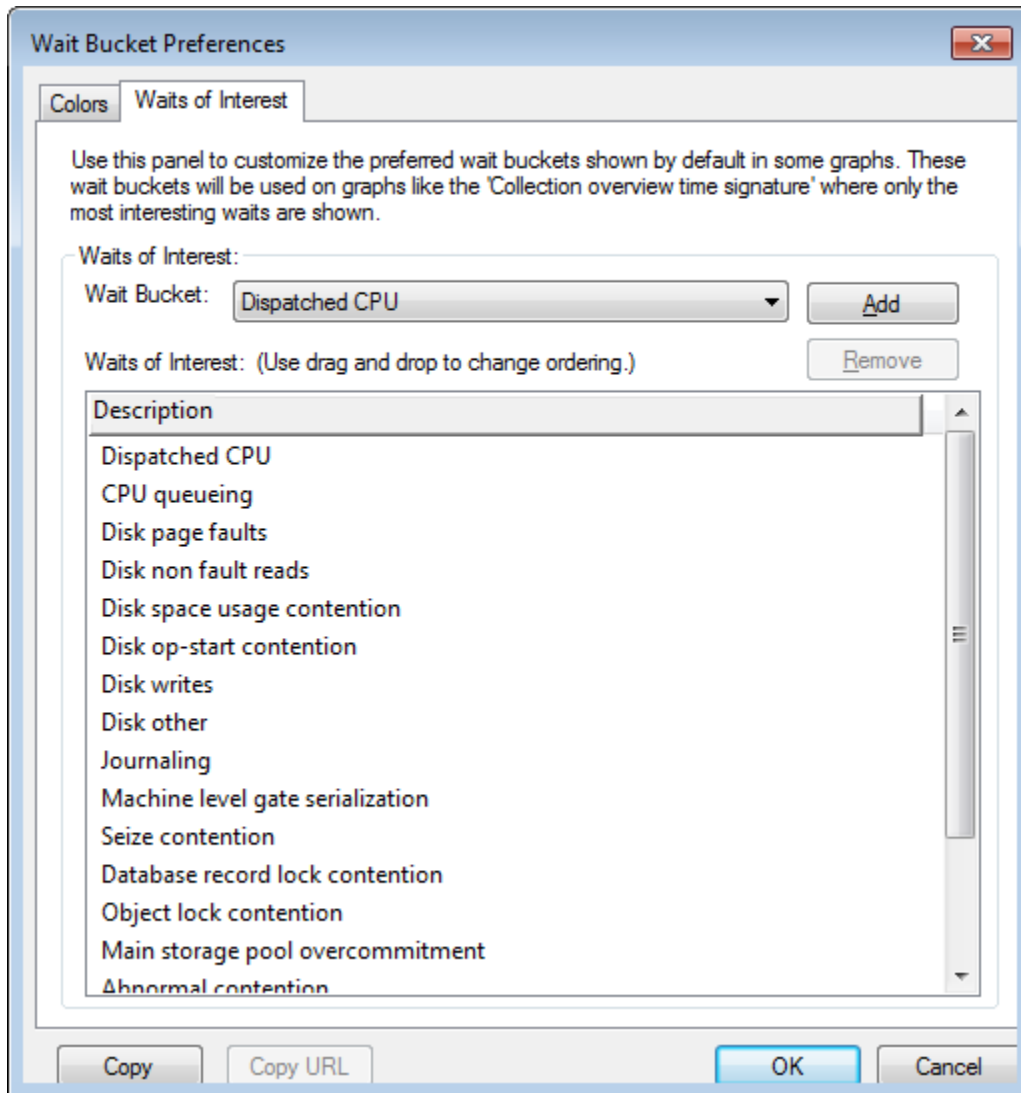 Wait Bucket Preferences
Colors
Waits of Interest
Use this panel to customize the preferred wait buckets shown by default in some graphs. These
wait buckets will be used on graphs like the 'Collection overview time signature' where only the
most interesting waits are shown.
Waits of Interest:
Wait Bucket:
Dispatched CPU
Add
Waits of Interest: (Use drag and drop to change ordering.)
Remove
Description
Dispatched CPU
CPU queueing
Disk page faults
Disk non fault reads
Disk space usage contention
Disk op-start contention
Disk writes
Disk other
Journaling
Machine level gate serialization
Seize contention
Database record lock contention
Object lock contention
Main storage pool overcommitment
Abnormal contention
Copy
Copy URL
OK
Cancel